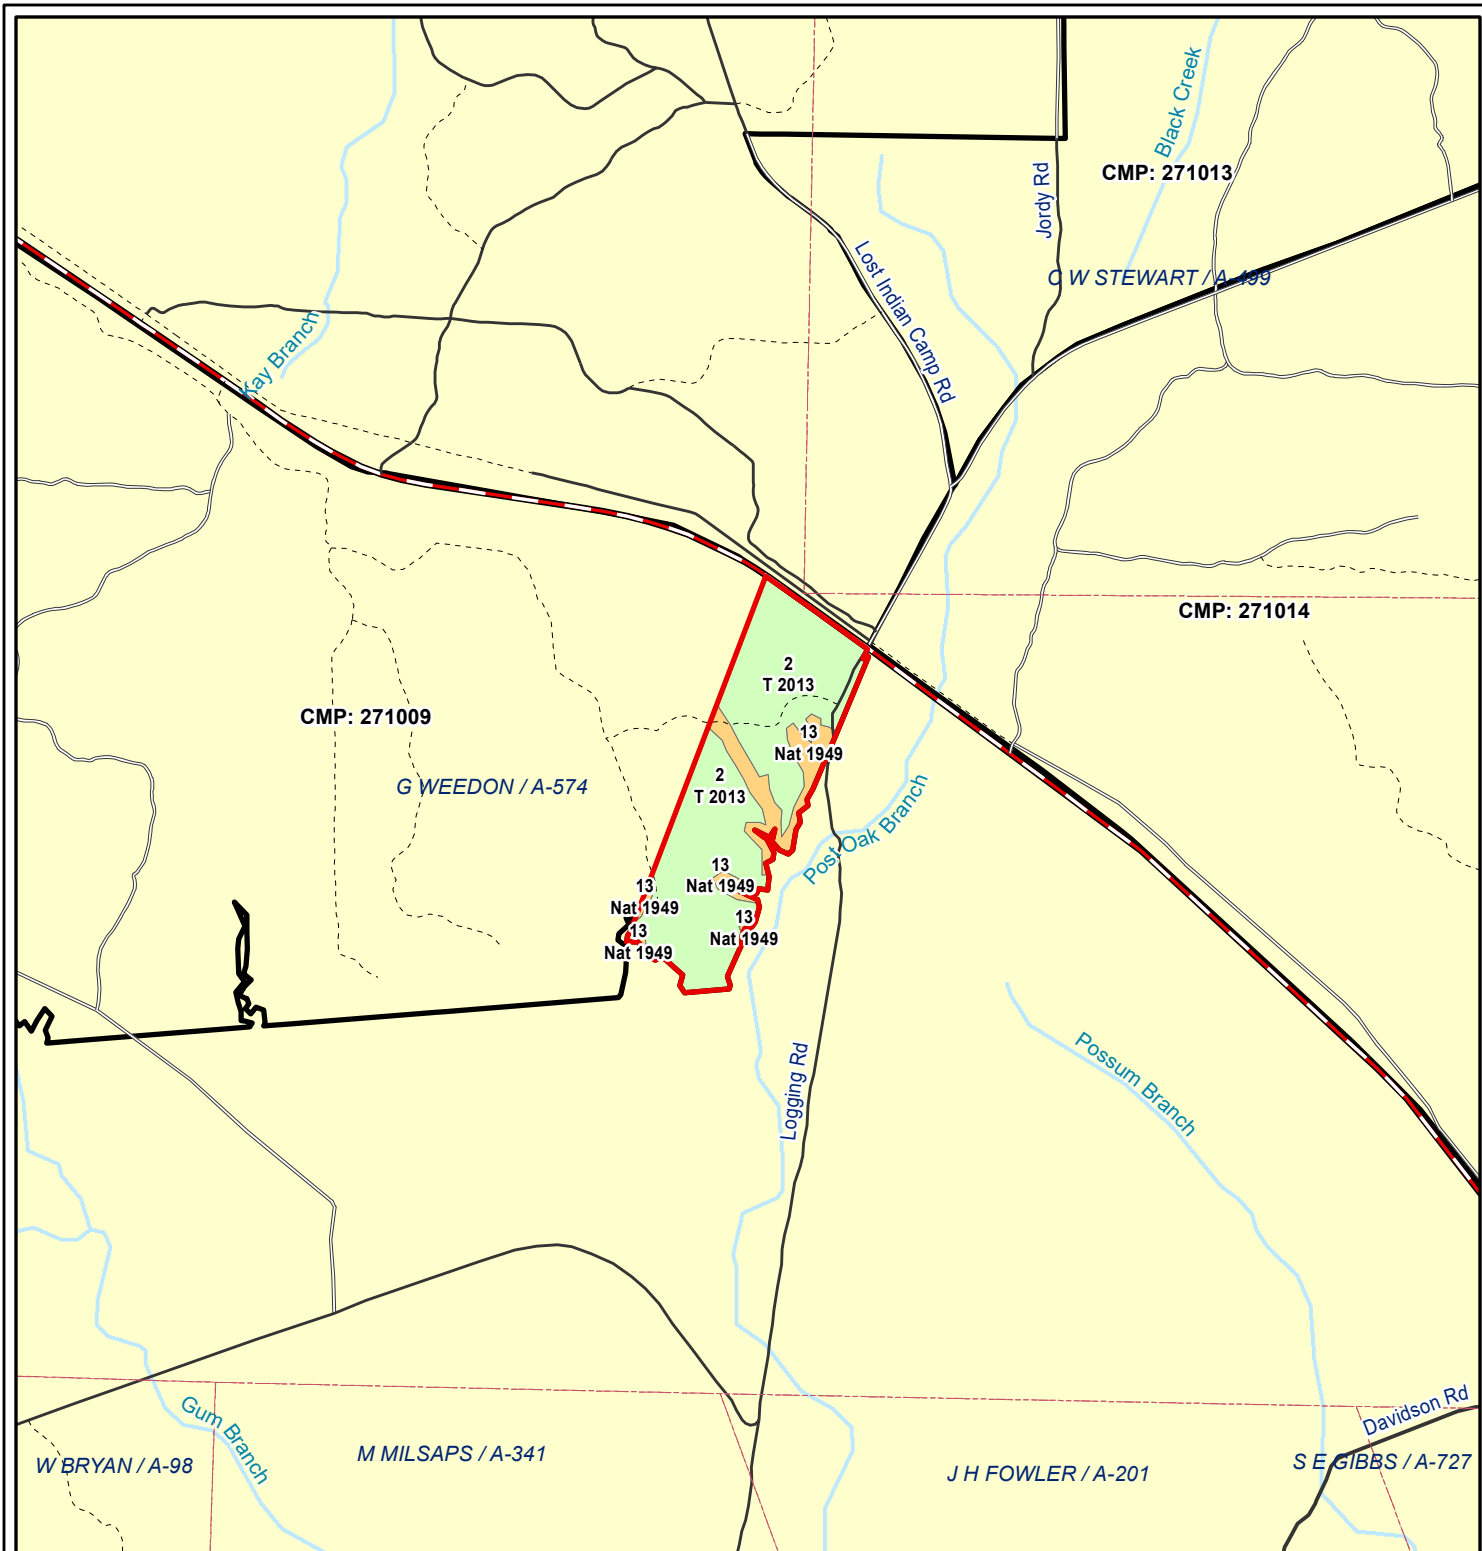 Black Creek
CMP: 271013
Jordy Rd
C W STEWART / A-499
Lost Indian Camp Rd
Kay Branch
CMP: 271014
2
T 2013
CMP: 271009
13
Nat 1949
G WEEDON / A-574
2
T 2013
Post Oak Branch
13
Nat 1949
13
Nat 1949
13
Nat 1949
13
Nat 1949
Logging Rd
Possum Branch
Davidson Rd
Gum Branch
W BRYAN / A-98
M MILSAPS / A-341
J H FOWLER / A-201
S E GIBBS / A-727